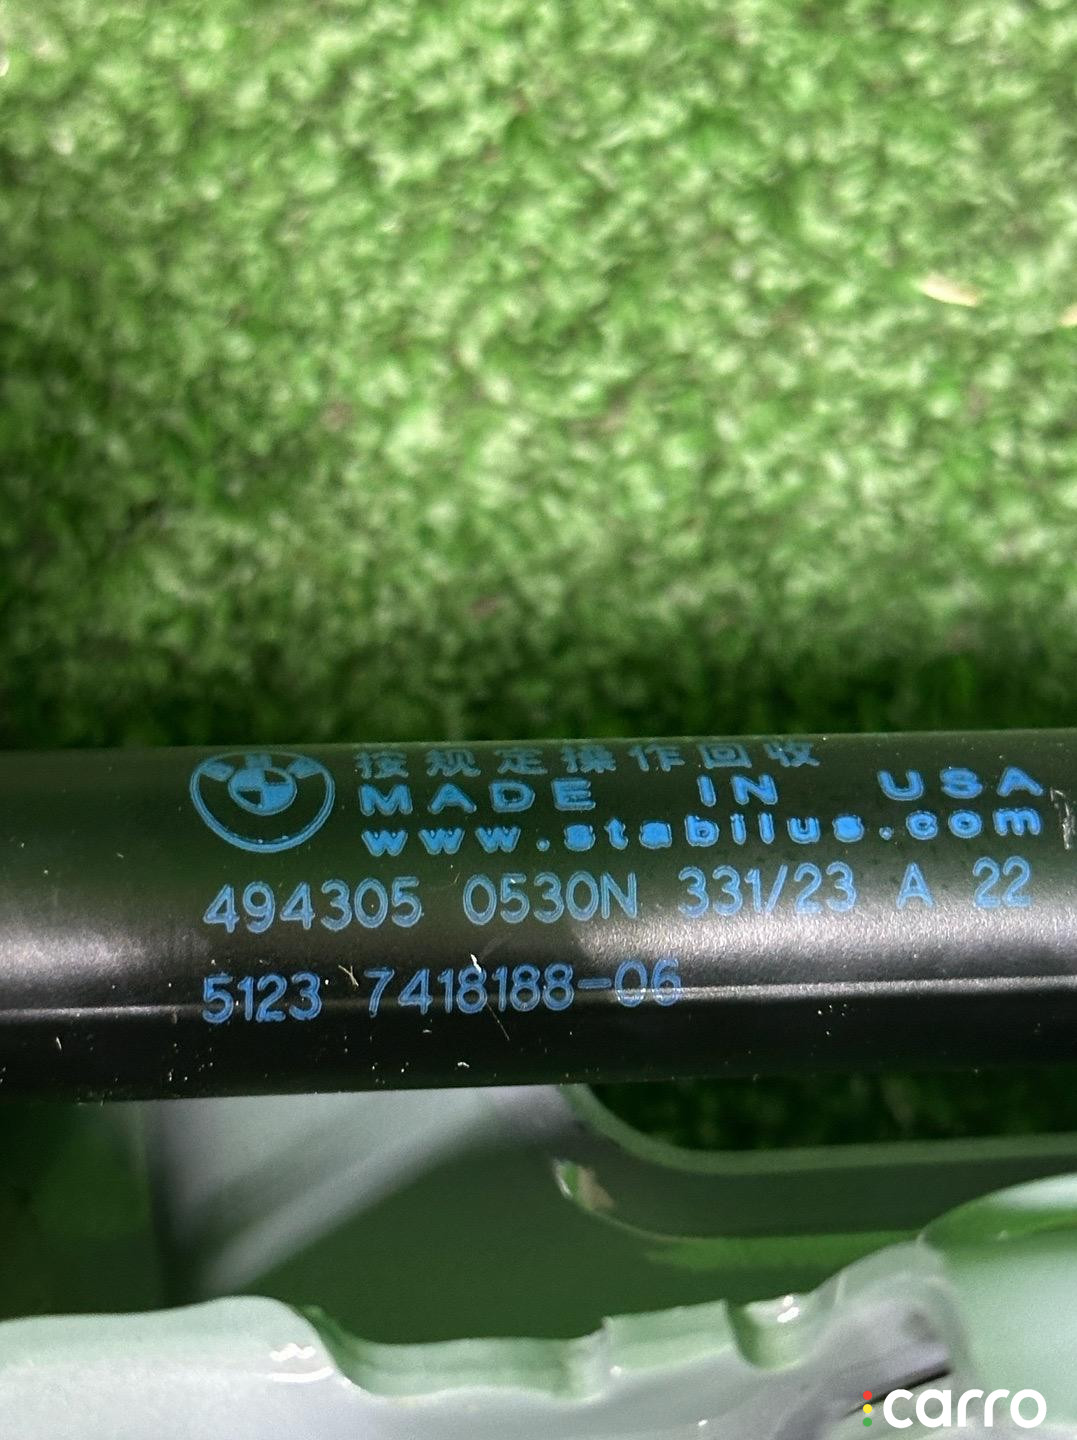 BMW 按规定操作回收
MADE IN USA
www.stabilus.com
494305 0530N 331/23 A 22
5123 7418188-06
carro